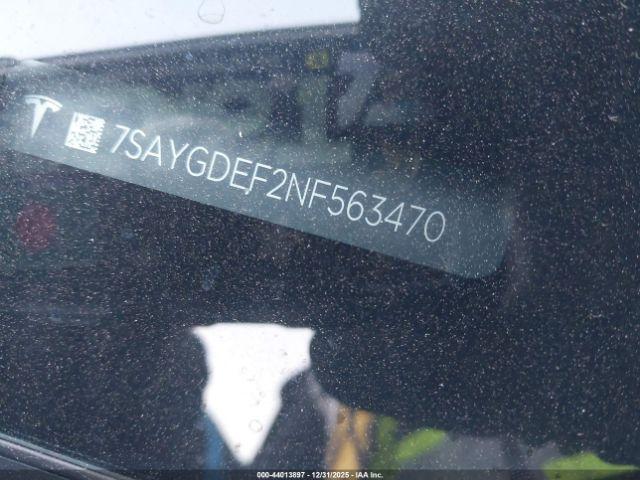 7SAYGDEF2NF563470
000-44013897 - 12/31/2025 - IAA Inc.